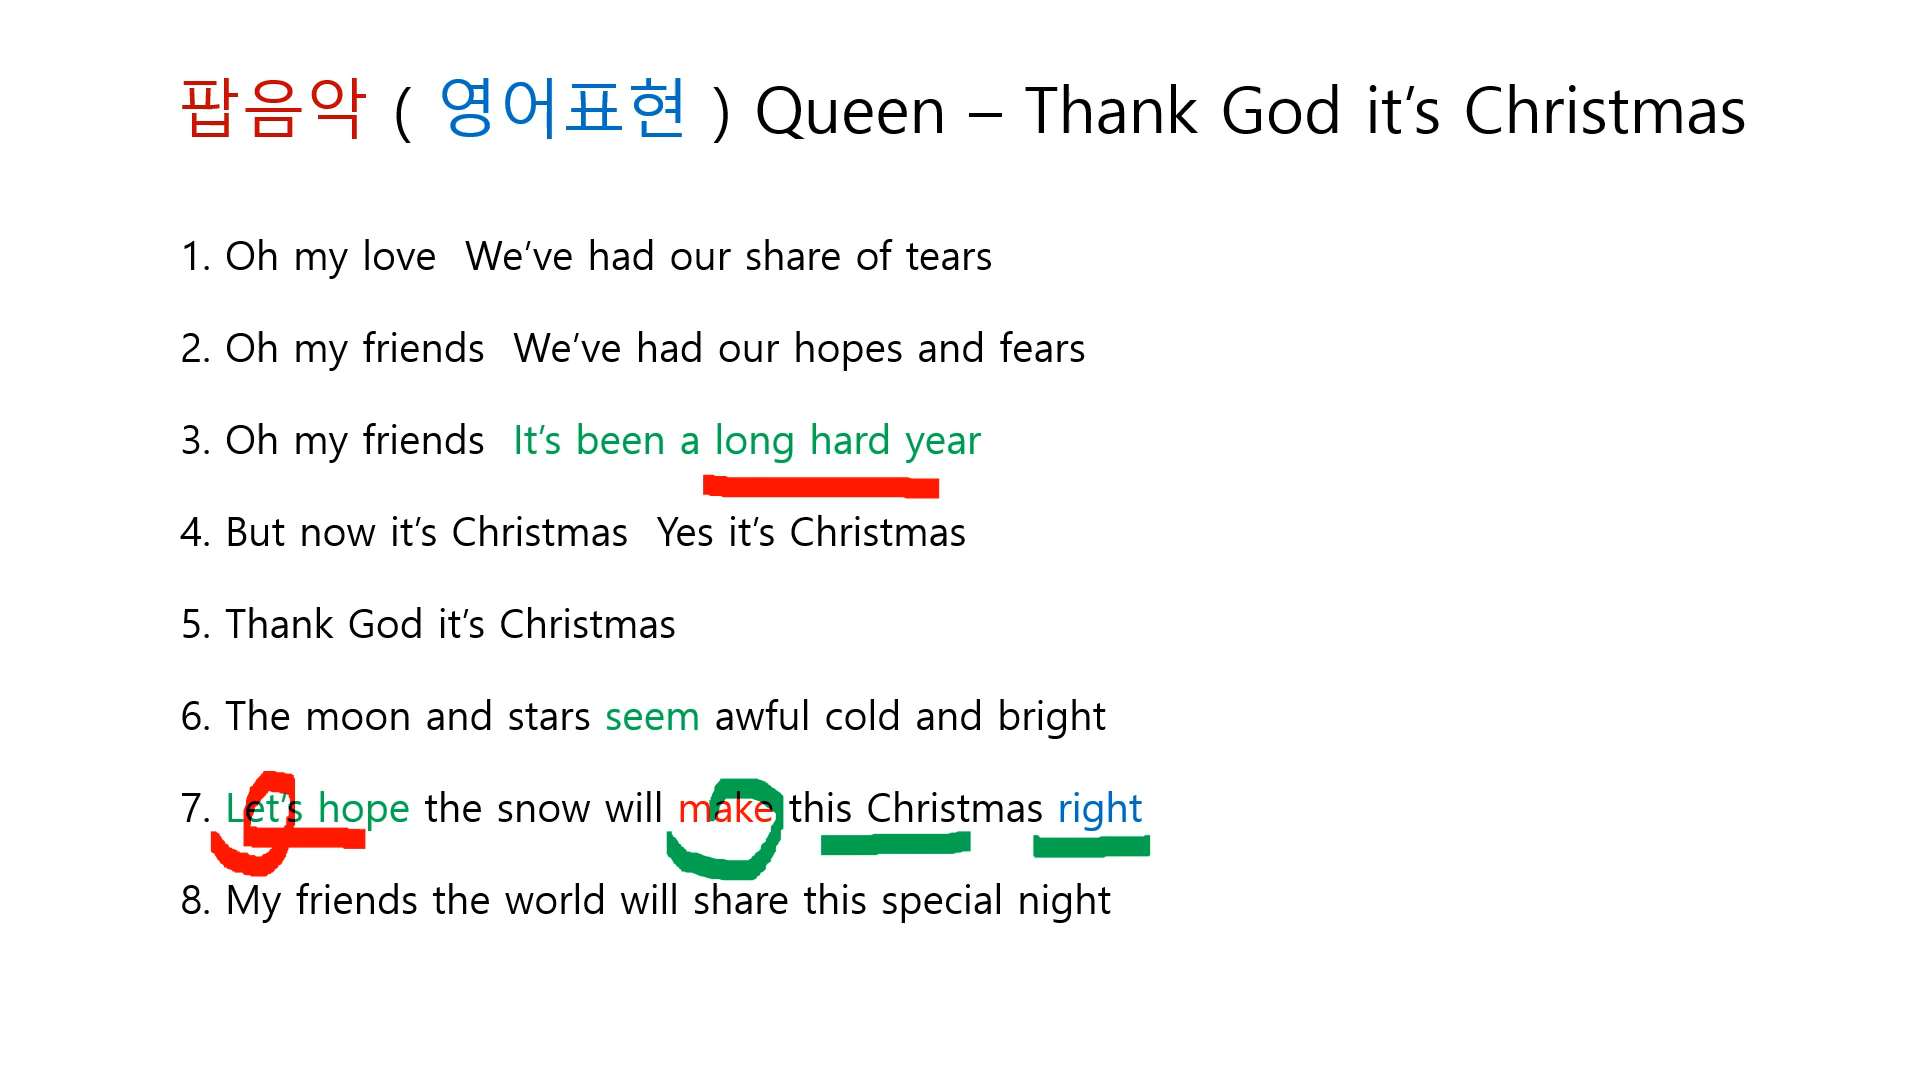 팝음악 ( 영어표현 ) Queen – Thank God it’s Christmas
1. Oh my love  We’ve had our share of tears
2. Oh my friends  We’ve had our hopes and fears
3. Oh my friends  It’s been a long hard year
4. But now it’s Christmas  Yes it’s Christmas
5. Thank God it’s Christmas
6. The moon and stars seem awful cold and bright
7. Let’s hope the snow will make this Christmas right
8. My friends the world will share this special night